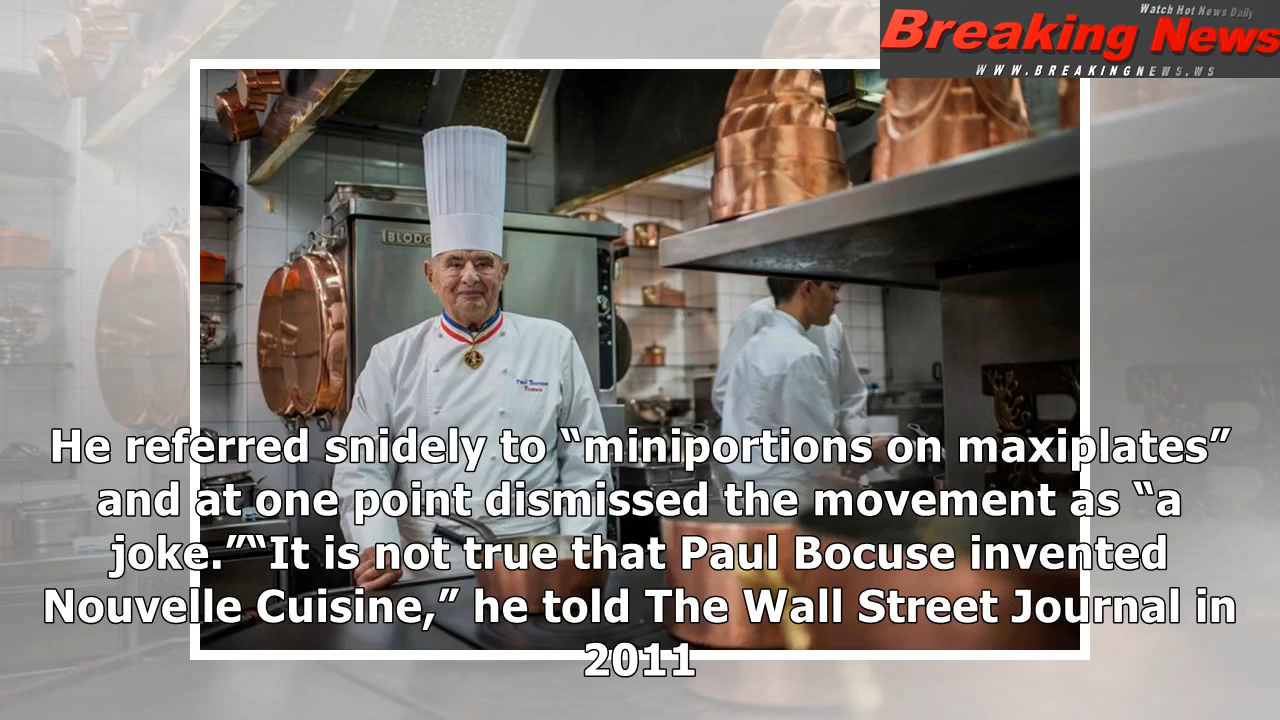 Watch Hot News Daily
Breaking News
WWW.BREAKINGNEWS.WS
BLODG
Paul Bocuse
France
He referred snidely to “miniportions on maxiplates”
and at one point dismissed the movement as “a
joke.”“It is not true that Paul Bocuse invented
Nouvelle Cuisine,” he told The Wall Street Journal in
2011